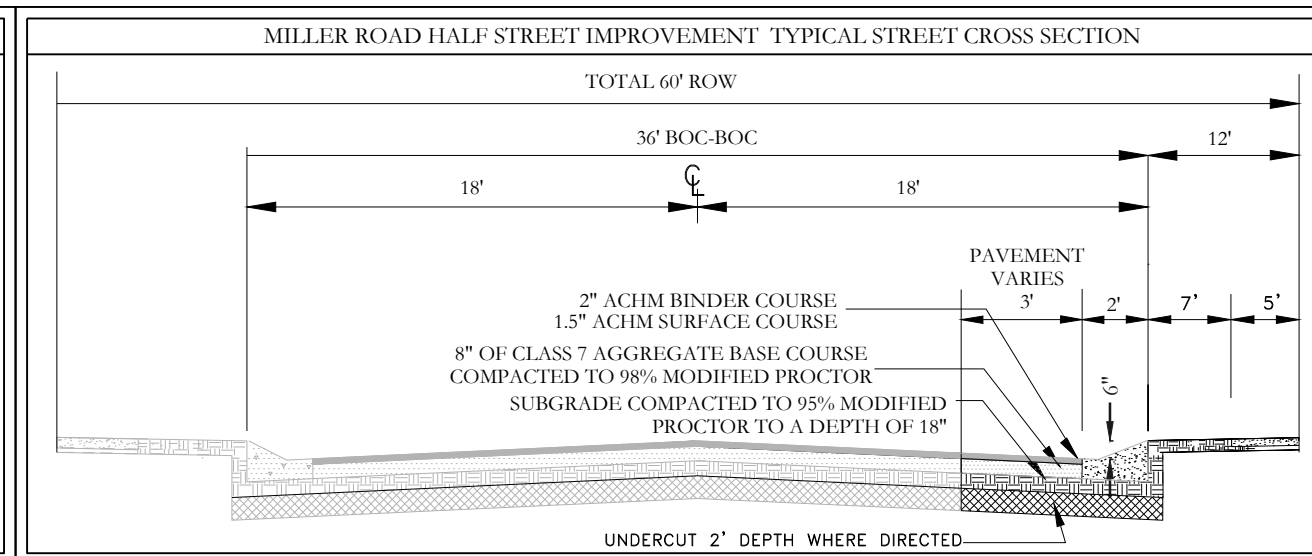 MILLER ROAD HALF STREET IMPROVEMENT TYPICAL STREET CROSS SECTION
TOTAL 60' ROW
36' BOC-BOC
12'
18'
℄
18'
PAVEMENT
VARIES
3'
2'
7'
5'
2" ACHM BINDER COURSE
1.5" ACHM SURFACE COURSE
8" OF CLASS 7 AGGREGATE BASE COURSE
COMPACTED TO 98% MODIFIED PROCTOR
SUBGRADE COMPACTED TO 95% MODIFIED
PROCTOR TO A DEPTH OF 18"
6"
UNDERCUT 2' DEPTH WHERE DIRECTED